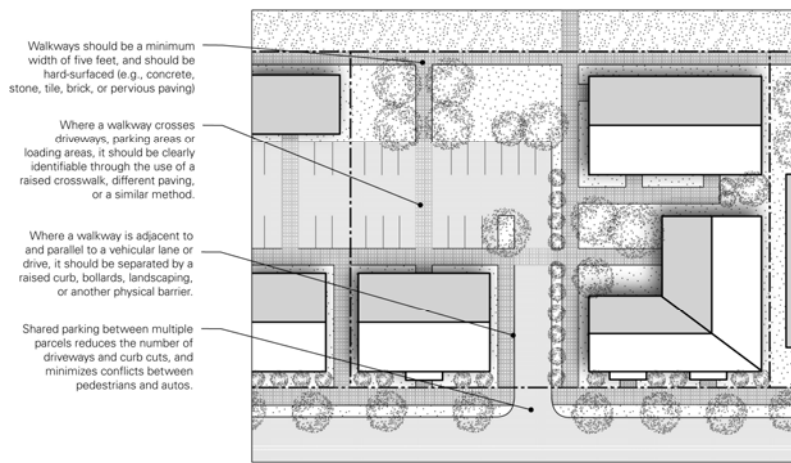 Walkways should be a minimum
width of five feet, and should be
hard-surfaced (e.g., concrete,
stone, tile, brick, or pervious paving)
Where a walkway crosses
driveways, parking areas or
loading areas, it should be clearly
identifiable through the use of a
raised crosswalk, different paving,
or a similar method.
Where a walkway is adjacent to
and parallel to a vehicular lane or
drive, it should be separated by a
raised curb, bollards, landscaping,
or another physical barrier.
Shared parking between multiple
parcels reduces the number of
driveways and curb cuts, and
minimizes conflicts between
pedestrians and autos.